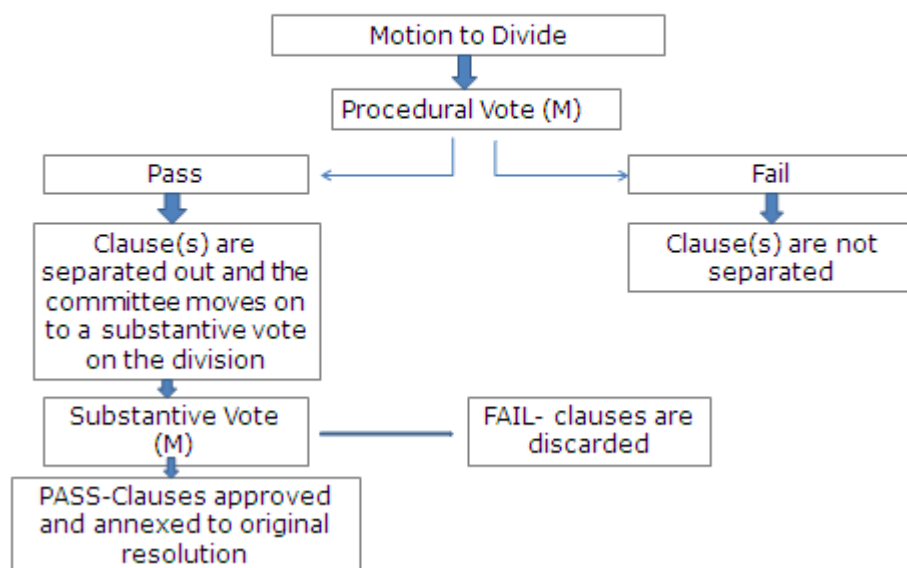 Motion to Divide
Procedural Vote (M)
Pass
Fail
Clause(s) are
separated out and the
committee moves on
to a substantive vote
on the division
Clause(s) are not
separated
Substantive Vote
(M)
FAIL- clauses are
discarded
PASS-Clauses approved
and annexed to original
resolution